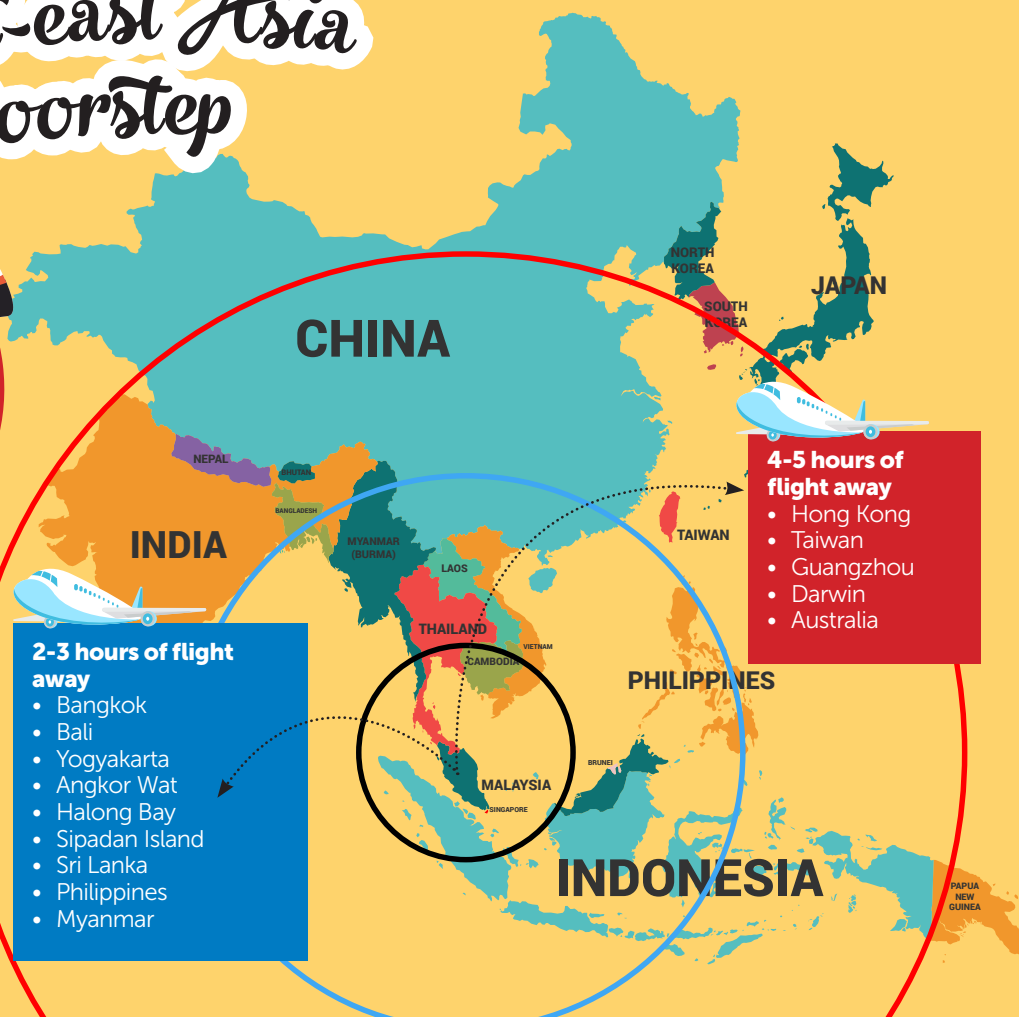 -east Asia
oorstep
NORTH
KOREA
JAPAN
SOUTH
KOREA
CHINA
NEPAL
BHUTAN
BANGLADESH
INDIA
MYANMAR
(BURMA)
LAOS
TAIWAN
THAILAND
VIETNAM
CAMBODIA
PHILIPPINES
BRUNEI
MALAYSIA
SINGAPORE
INDONESIA
PAPUA
NEW
GUINEA
4-5 hours of
flight away
• Hong Kong
• Taiwan
• Guangzhou
• Darwin
• Australia
2-3 hours of flight
away
• Bangkok
• Bali
• Yogyakarta
• Angkor Wat
• Halong Bay
• Sipadan Island
• Sri Lanka
• Philippines
• Myanmar